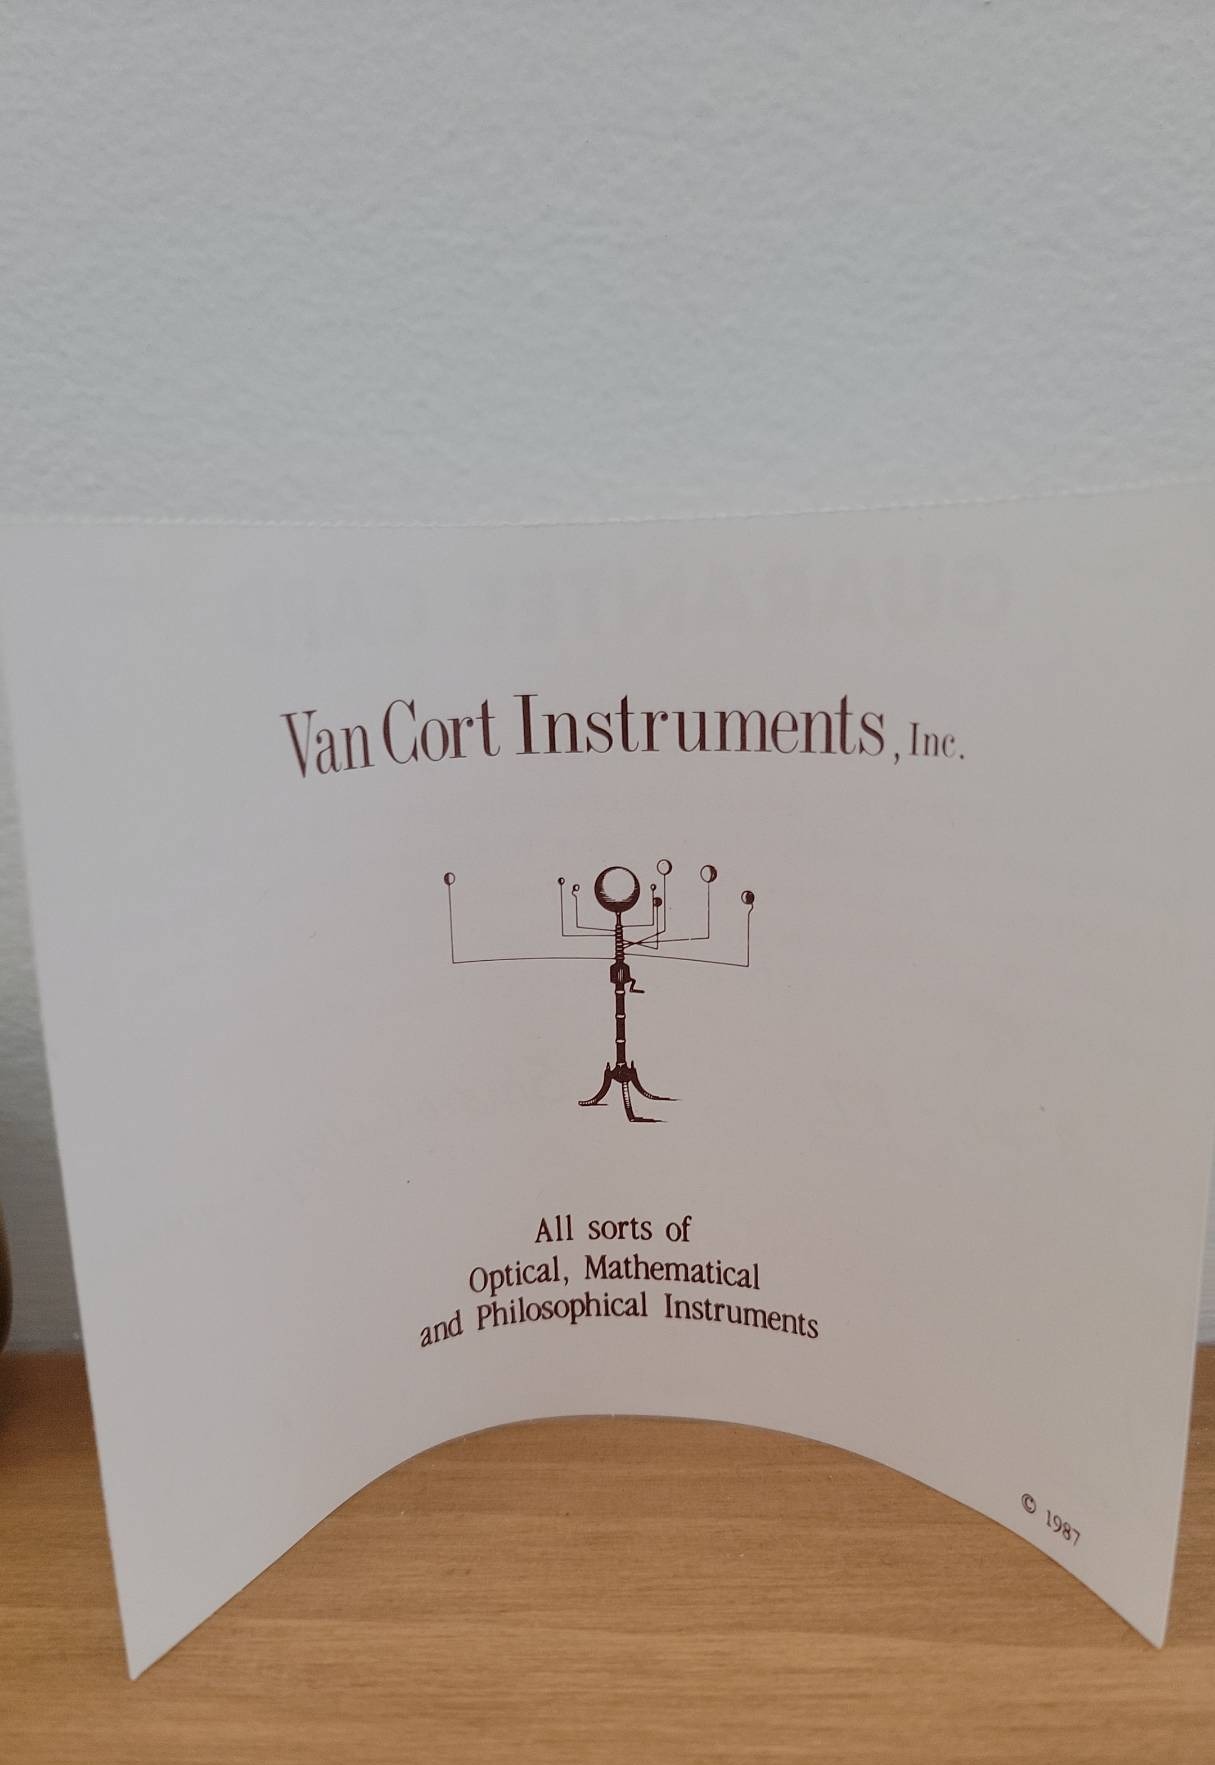 Van Cort Instruments, Inc.
All sorts of
Optical, Mathematical
and Philosophical Instruments
© 1987